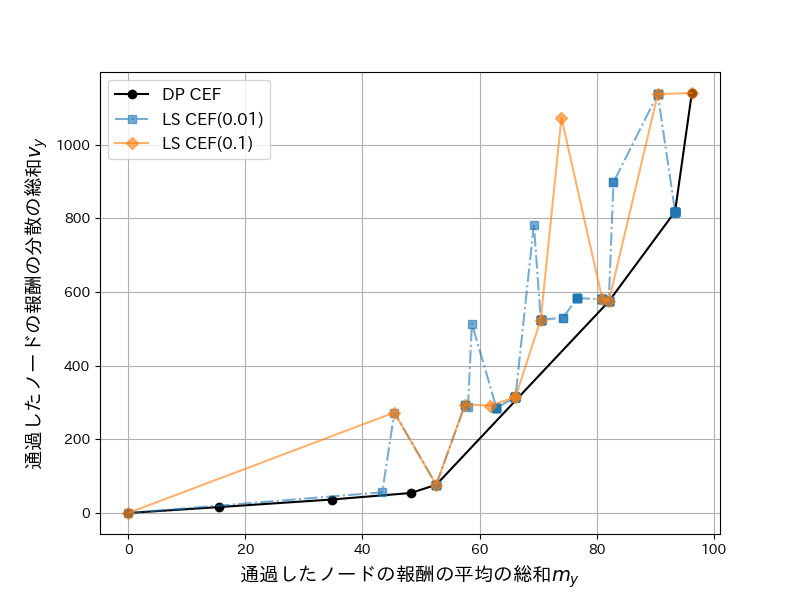 DP CEF
LS CEF(0.01)
LS CEF(0.1)
1000
800
600
400
200
0
通過したノードの報酬の分散の総和v_y
0 20 40 60 80 100
通過したノードの報酬の平均の総和m_y